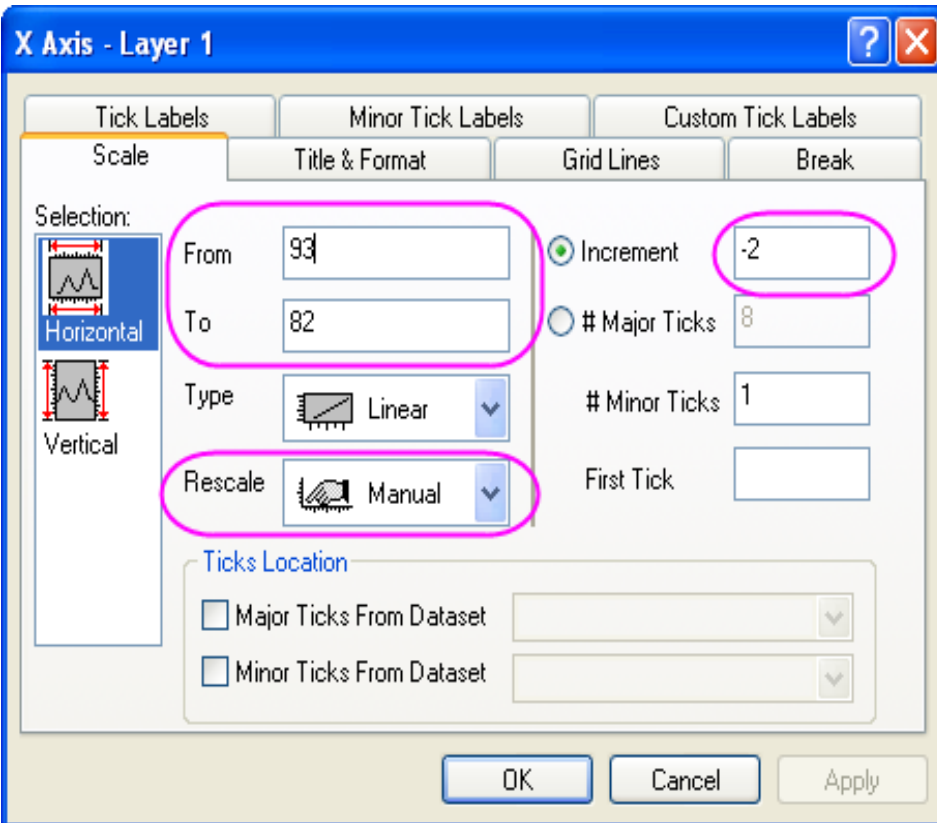 X Axis - Layer 1
Tick Labels Minor Tick Labels Custom Tick Labels
Scale Title & Format Grid Lines Break
Selection:
Horizontal
Vertical
From 93
To 82
Type Linear
Rescale Manual
Increment -2
# Major Ticks 8
# Minor Ticks 1
First Tick
Ticks Location
Major Ticks From Dataset
Minor Ticks From Dataset
OK Cancel Apply